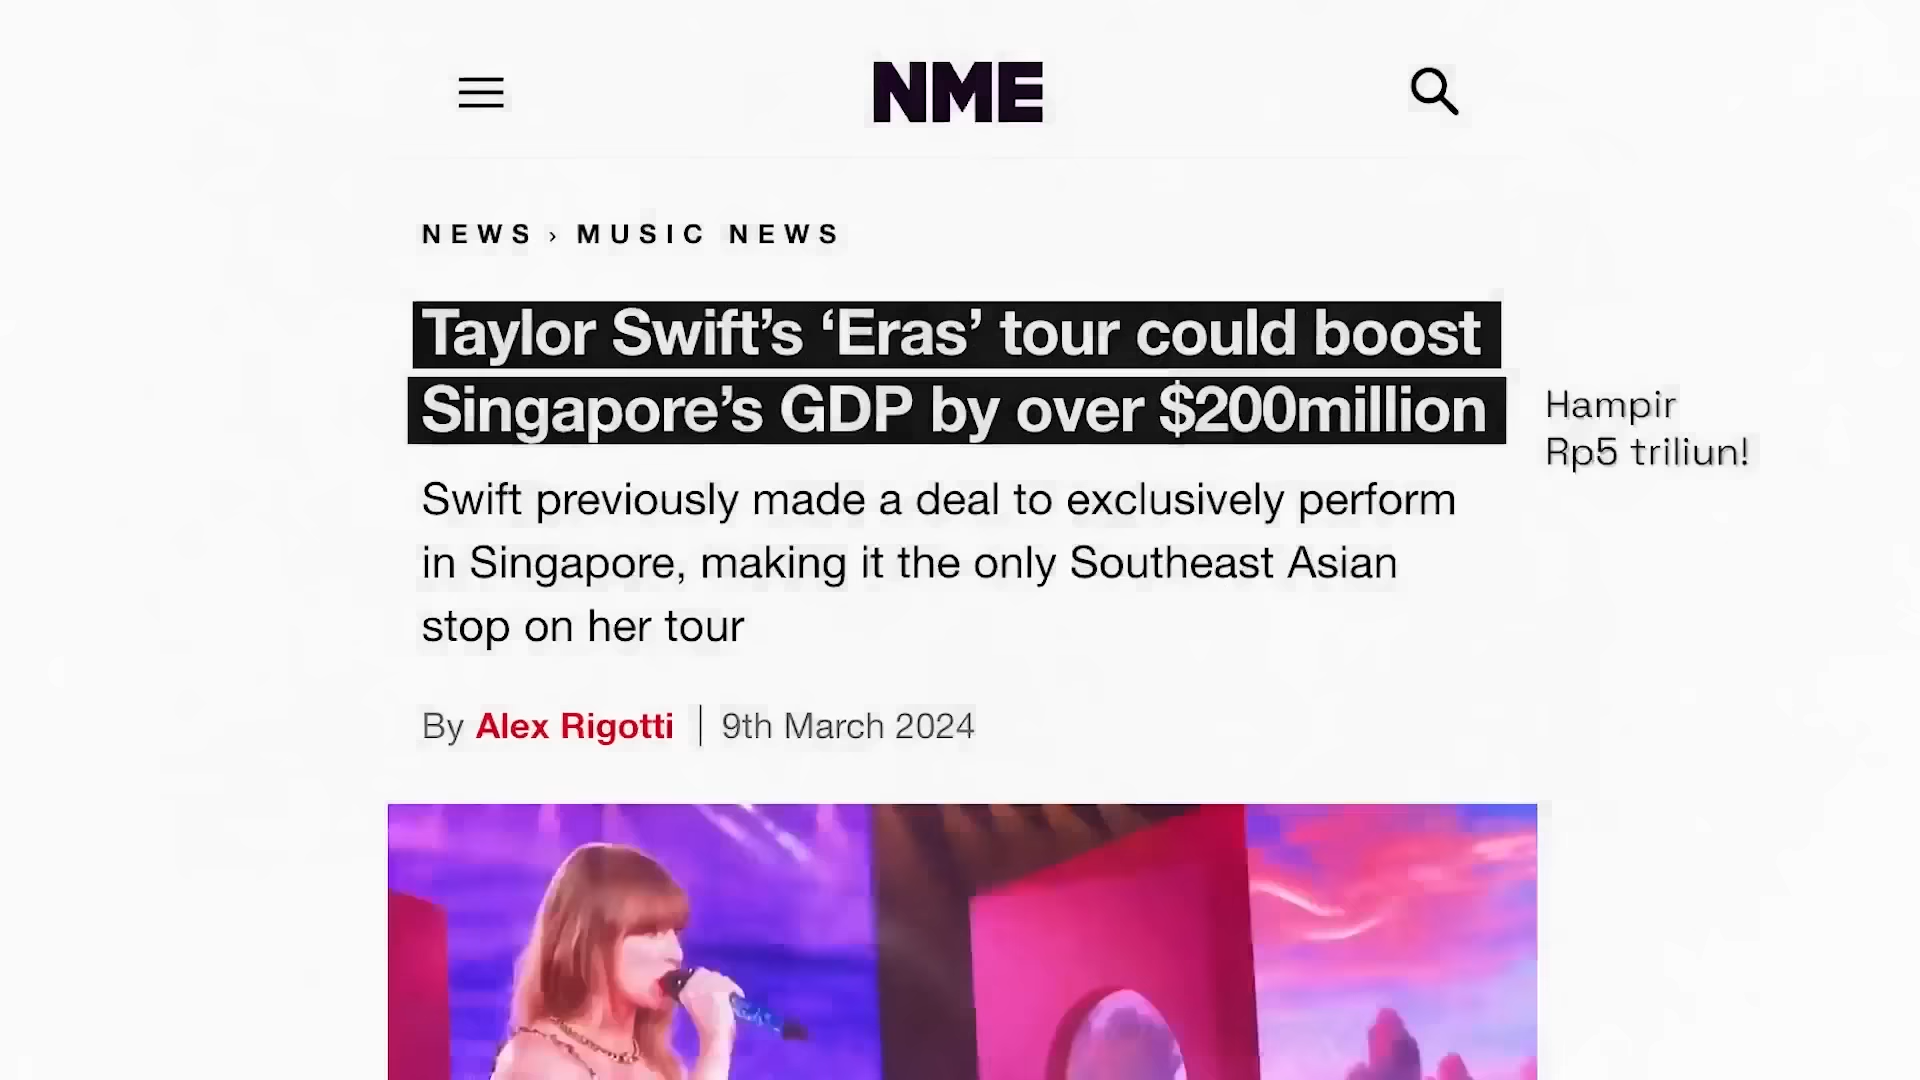 NME
NEWS › MUSIC NEWS
Taylor Swift’s ‘Eras’ tour could boost
Singapore’s GDP by over $200million
Hampir
Rp5 triliun!
Swift previously made a deal to exclusively perform
in Singapore, making it the only Southeast Asian
stop on her tour
By Alex Rigotti | 9th March 2024